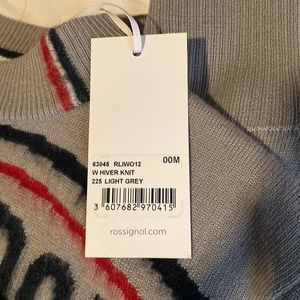 63045 RLIWO12 00M
W HIVER KNIT
225 LIGHT GREY
3 607682 970415
rossignol.com